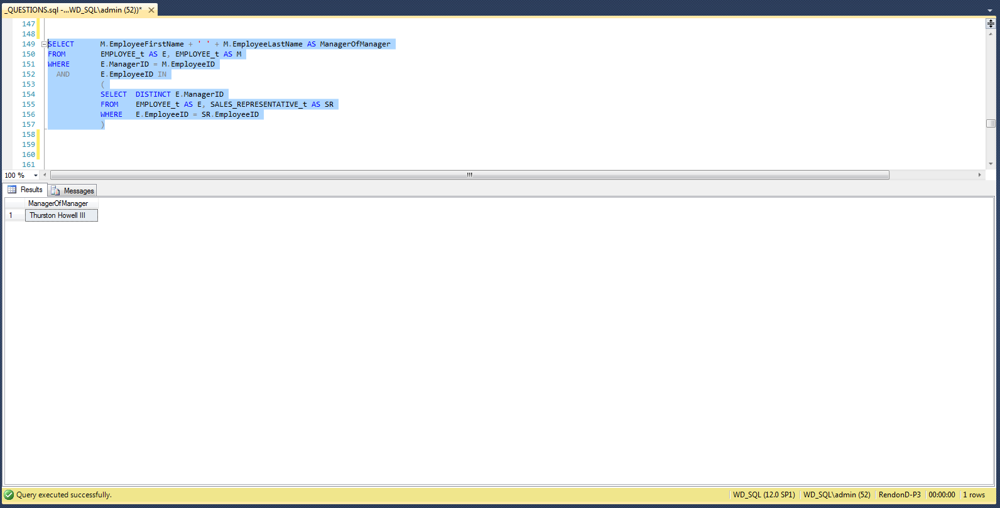 _QUESTIONS.sql -...WD_SQL\admin (52))*
147
148
149 SELECT M.EmployeeFirstName + ' ' + M.EmployeeLastName AS ManagerOfManager
150 FROM EMPLOYEE_t AS E, EMPLOYEE_t AS M
151 WHERE E.ManagerID = M.EmployeeID
152 AND E.EmployeeID IN
153 (
154 SELECT DISTINCT E.ManagerID
155 FROM EMPLOYEE_t AS E, SALES_REPRESENTATIVE_t AS SR
156 WHERE E.EmployeeID = SR.EmployeeID
157 )
158
159
160
161
100 %
Results Messages
ManagerOfManager
1 Thurston Howell III
Query executed successfully. WD_SQL (12.0 SP1) WD_SQL\admin (52) RendonD-P3 00:00:00 1 rows